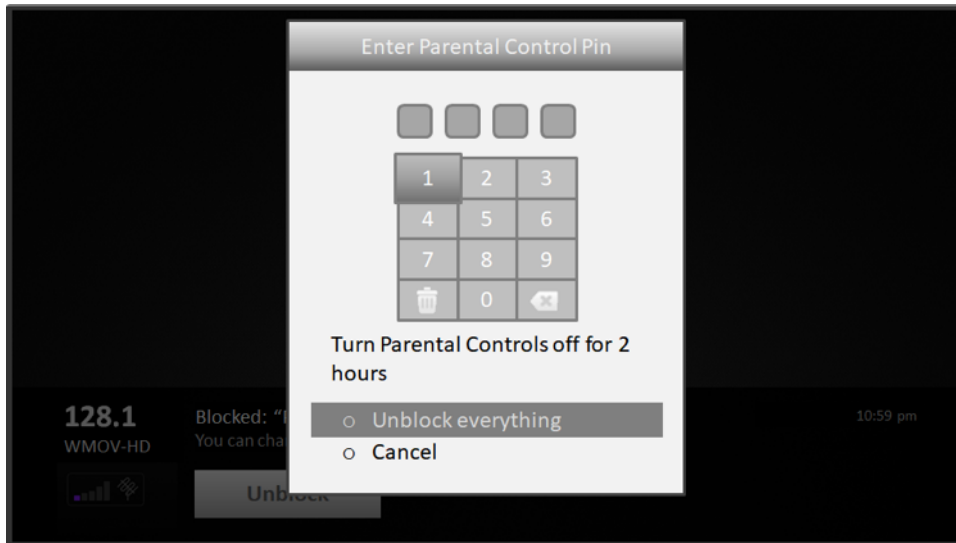 Enter Parental Control Pin
1 2 3
4 5 6
7 8 9
0
Turn Parental Controls off for 2
hours
Unblock everything
Cancel
128.1
WMOV-HD
Blocked:
You can
10:59 pm